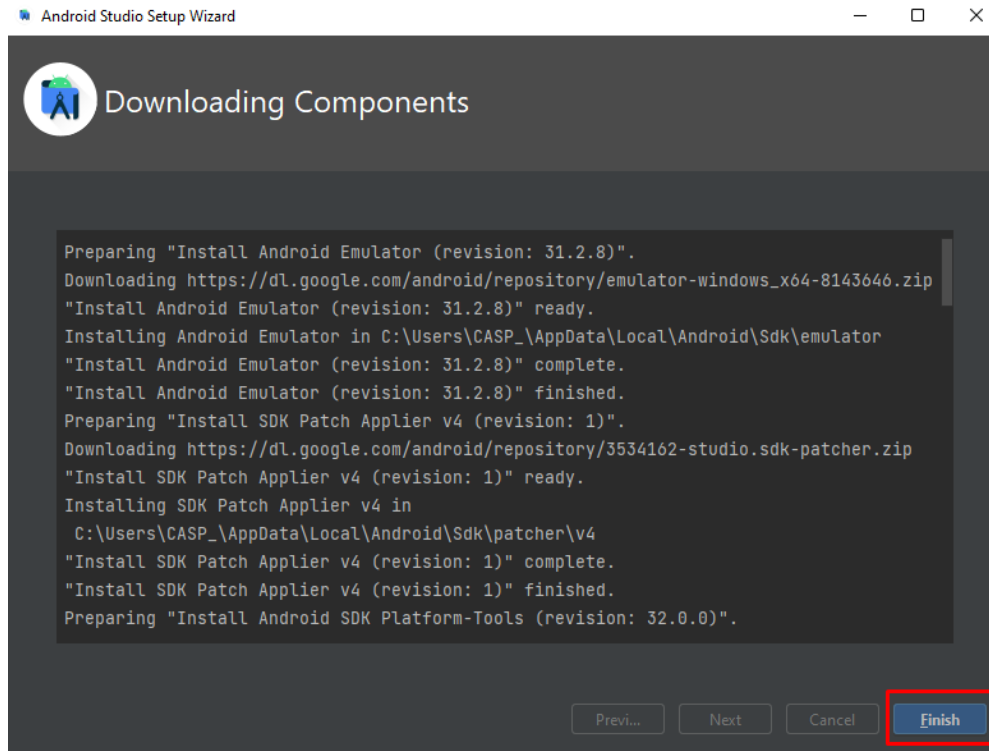 Android Studio Setup Wizard
Downloading Components
Preparing "Install Android Emulator (revision: 31.2.8)".
Downloading https://dl.google.com/android/repository/emulator-windows_x64-8143646.zip
"Install Android Emulator (revision: 31.2.8)" ready.
Installing Android Emulator in C:\Users\CASP_\AppData\Local\Android\Sdk\emulator
"Install Android Emulator (revision: 31.2.8)" complete.
"Install Android Emulator (revision: 31.2.8)" finished.
Preparing "Install SDK Patch Applier v4 (revision: 1)".
Downloading https://dl.google.com/android/repository/3534162-studio.sdk-patcher.zip
"Install SDK Patch Applier v4 (revision: 1)" ready.
Installing SDK Patch Applier v4 in
C:\Users\CASP_\AppData\Local\Android\Sdk\patcher\v4
"Install SDK Patch Applier v4 (revision: 1)" complete.
"Install SDK Patch Applier v4 (revision: 1)" finished.
Preparing "Install Android SDK Platform-Tools (revision: 32.0.0)".
Previ... Next Cancel Finish